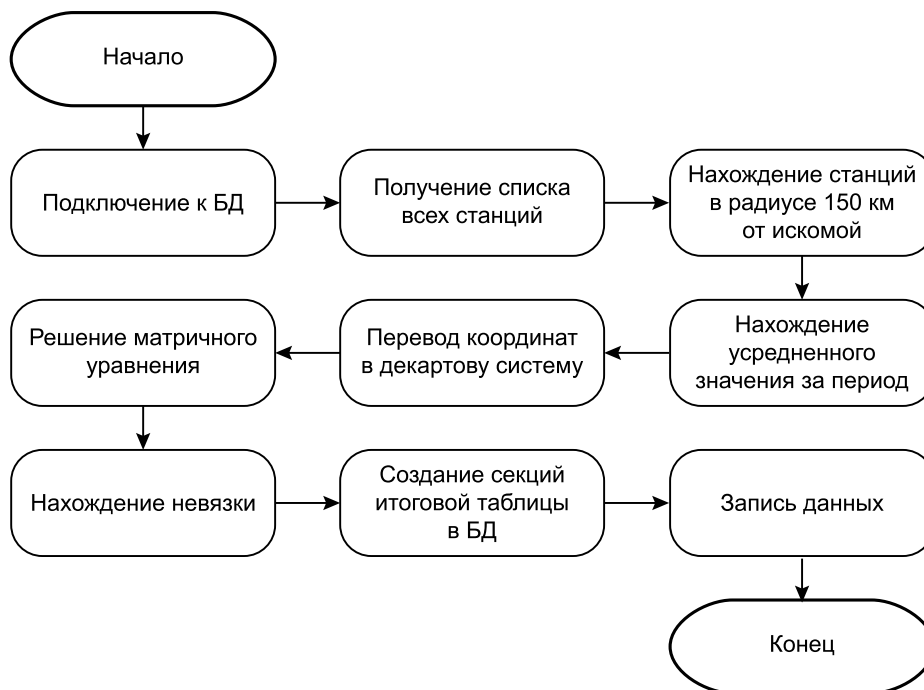 Начало
Подключение к БД
Получение списка
всех станций
Нахождение станций
в радиусе 150 км
от искомой
Нахождение
усредненного
значения за период
Перевод координат
в декартову систему
Решение матричного
уравнения
Нахождение невязки
Создание секций
итоговой таблицы
в БД
Запись данных
Конец